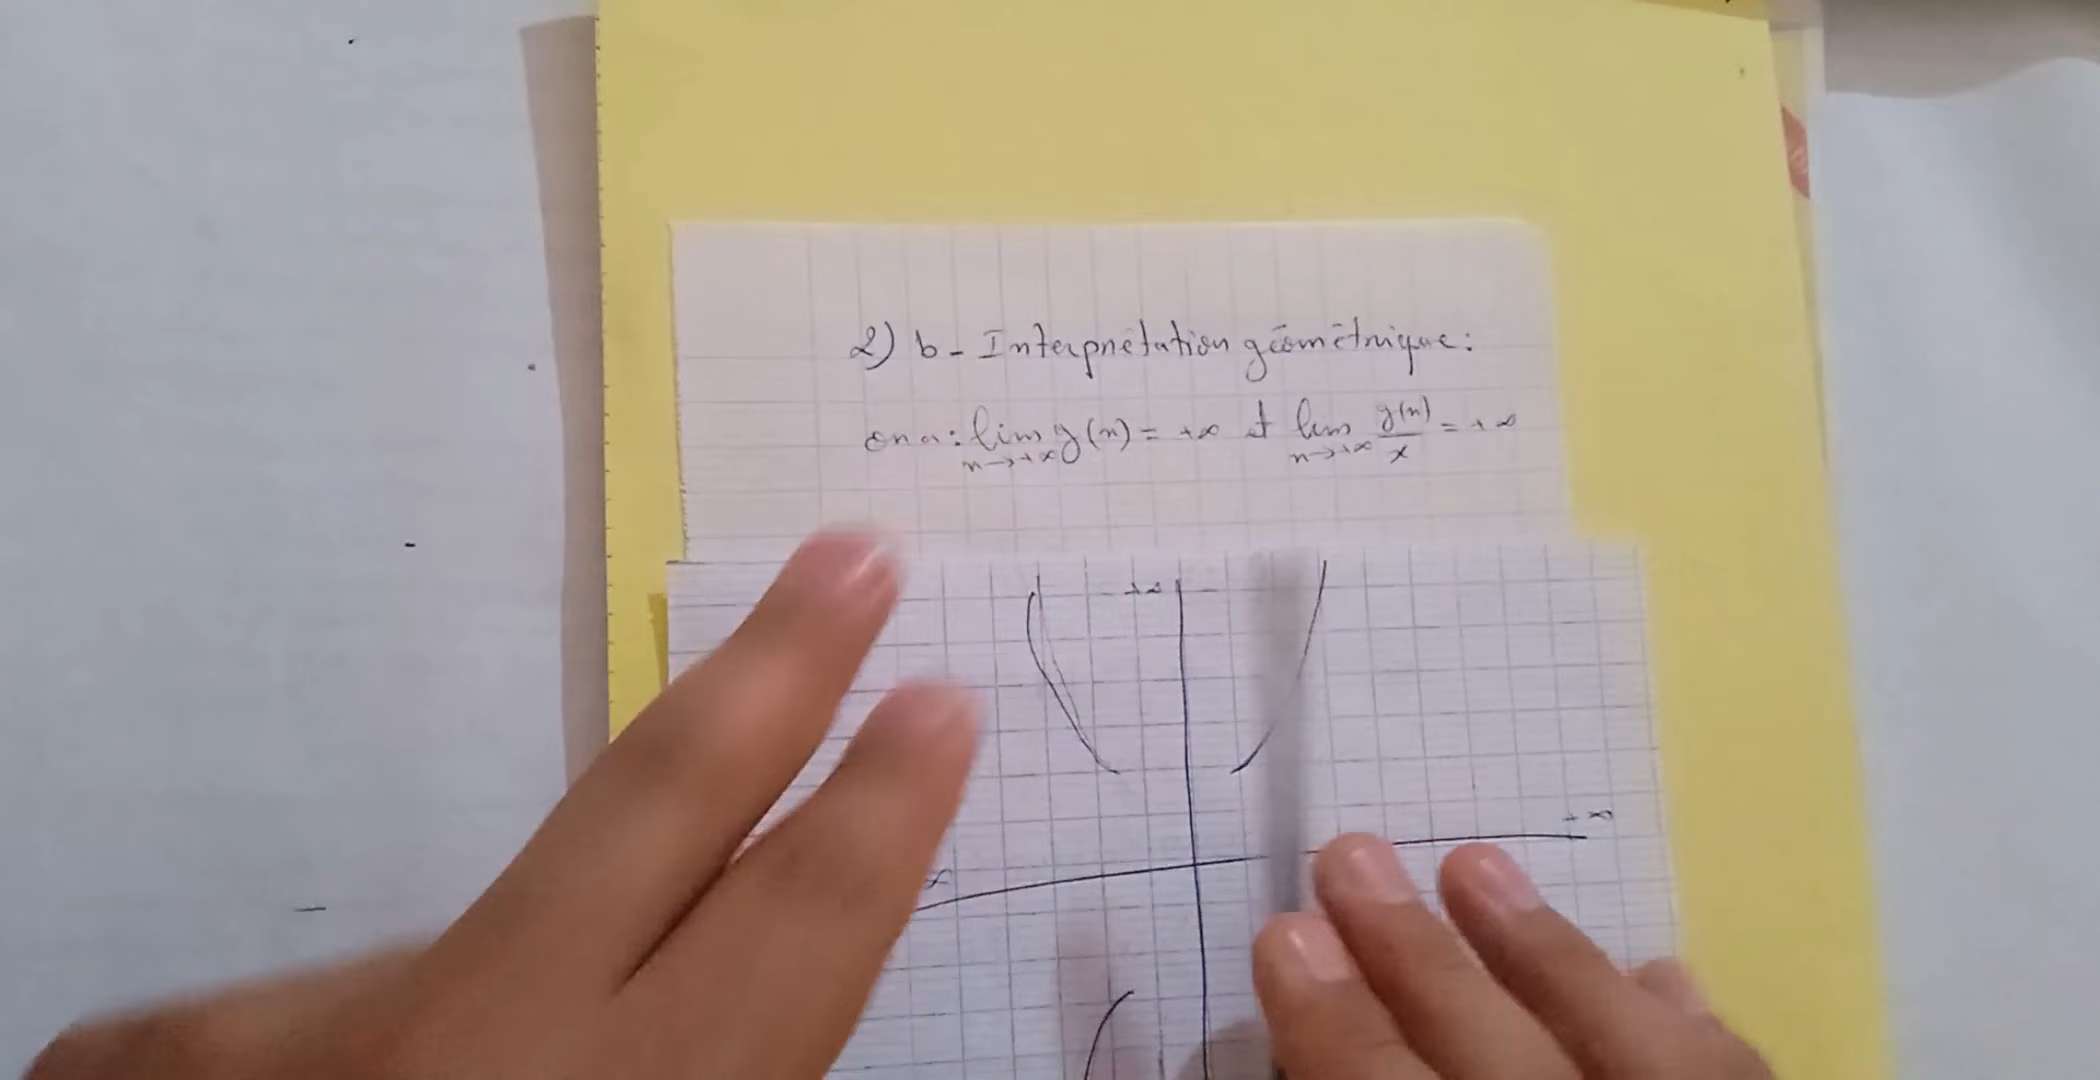 2) b - Interprétation géométrique:
on a: lim g(x) = +∞ et lim g(x)/x = +∞
x→+∞ x→+∞
+∞
+∞
∞